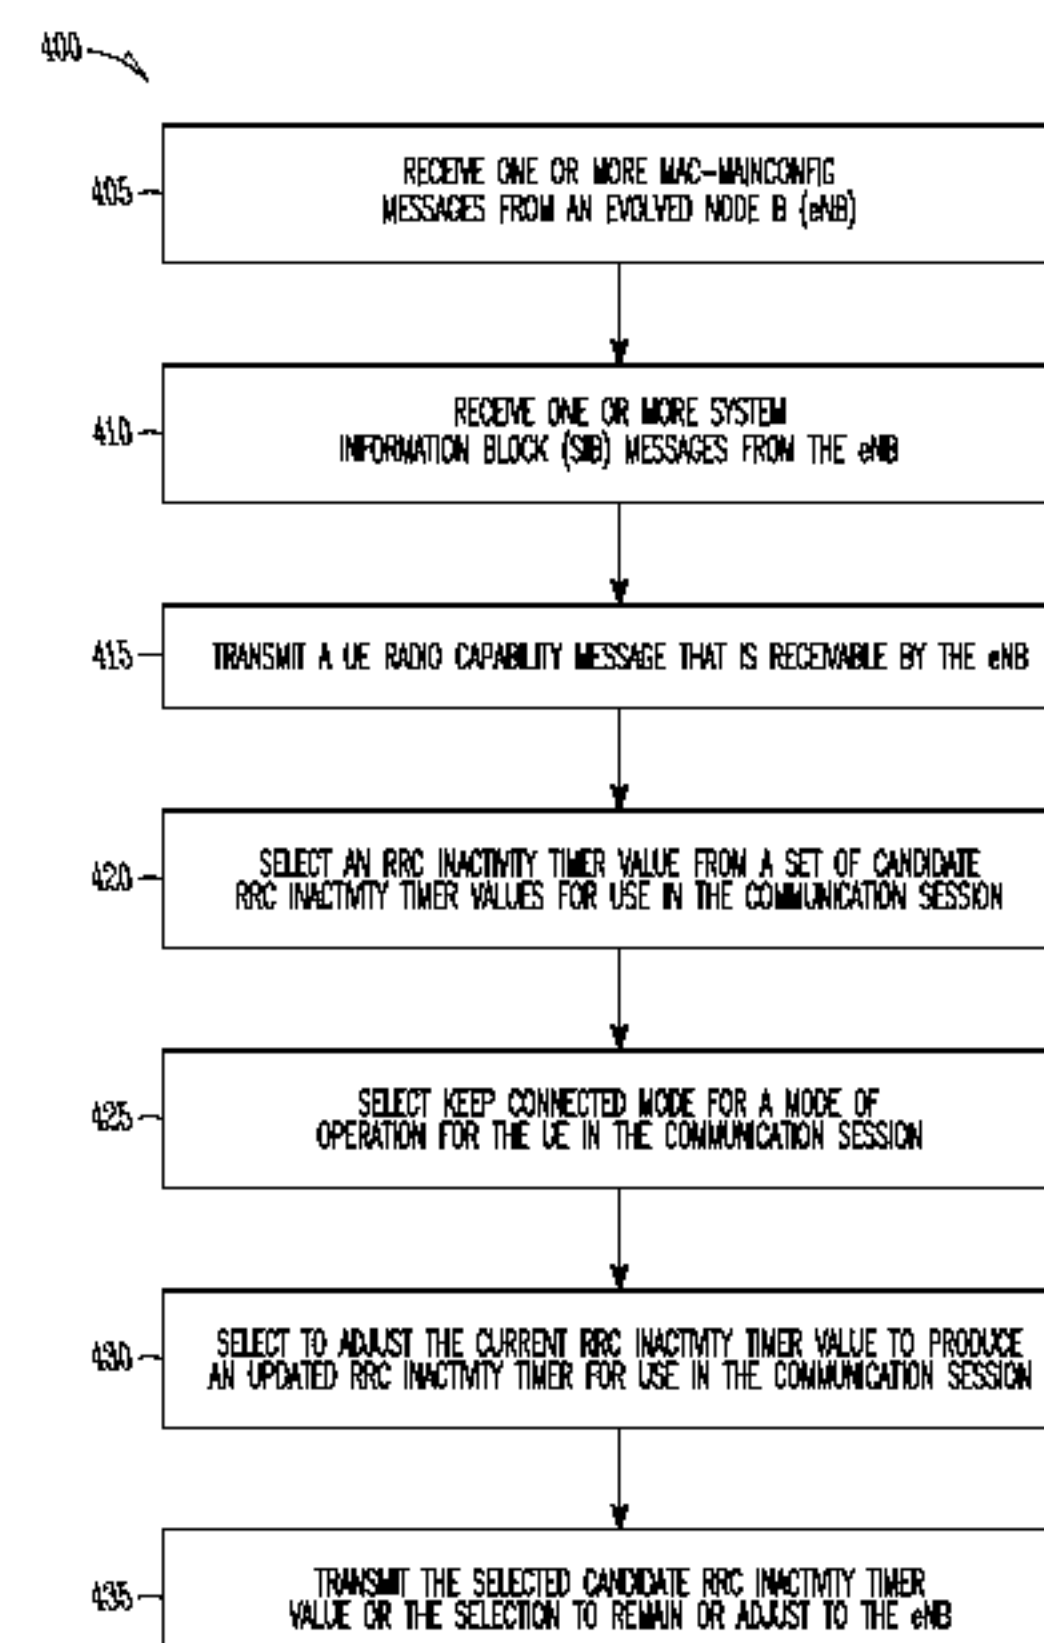 400
405
RECEIVE ONE OR MORE MAC-MAINCONFIG
MESSAGES FROM AN EVOLVED NODE B (eNB)
410
RECEIVE ONE OR MORE SYSTEM
INFORMATION BLOCK (SIB) MESSAGES FROM THE eNB
415
TRANSMIT A UE RADIO CAPABILITY MESSAGE THAT IS RECEIVABLE BY THE eNB
420
SELECT AN RRC INACTIVITY TIMER VALUE FROM A SET OF CANDIDATE
RRC INACTIVITY TIMER VALUES FOR USE IN THE COMMUNICATION SESSION
425
SELECT KEEP CONNECTED MODE FOR A MODE OF
OPERATION FOR THE UE IN THE COMMUNICATION SESSION
430
SELECT TO ADJUST THE CURRENT RRC INACTIVITY TIMER VALUE TO PRODUCE
AN UPDATED RRC INACTIVITY TIMER FOR USE IN THE COMMUNICATION SESSION
435
TRANSMIT THE SELECTED CANDIDATE RRC INACTIVITY TIMER
VALUE OR THE SELECTION TO REMAIN OR ADJUST TO THE eNB